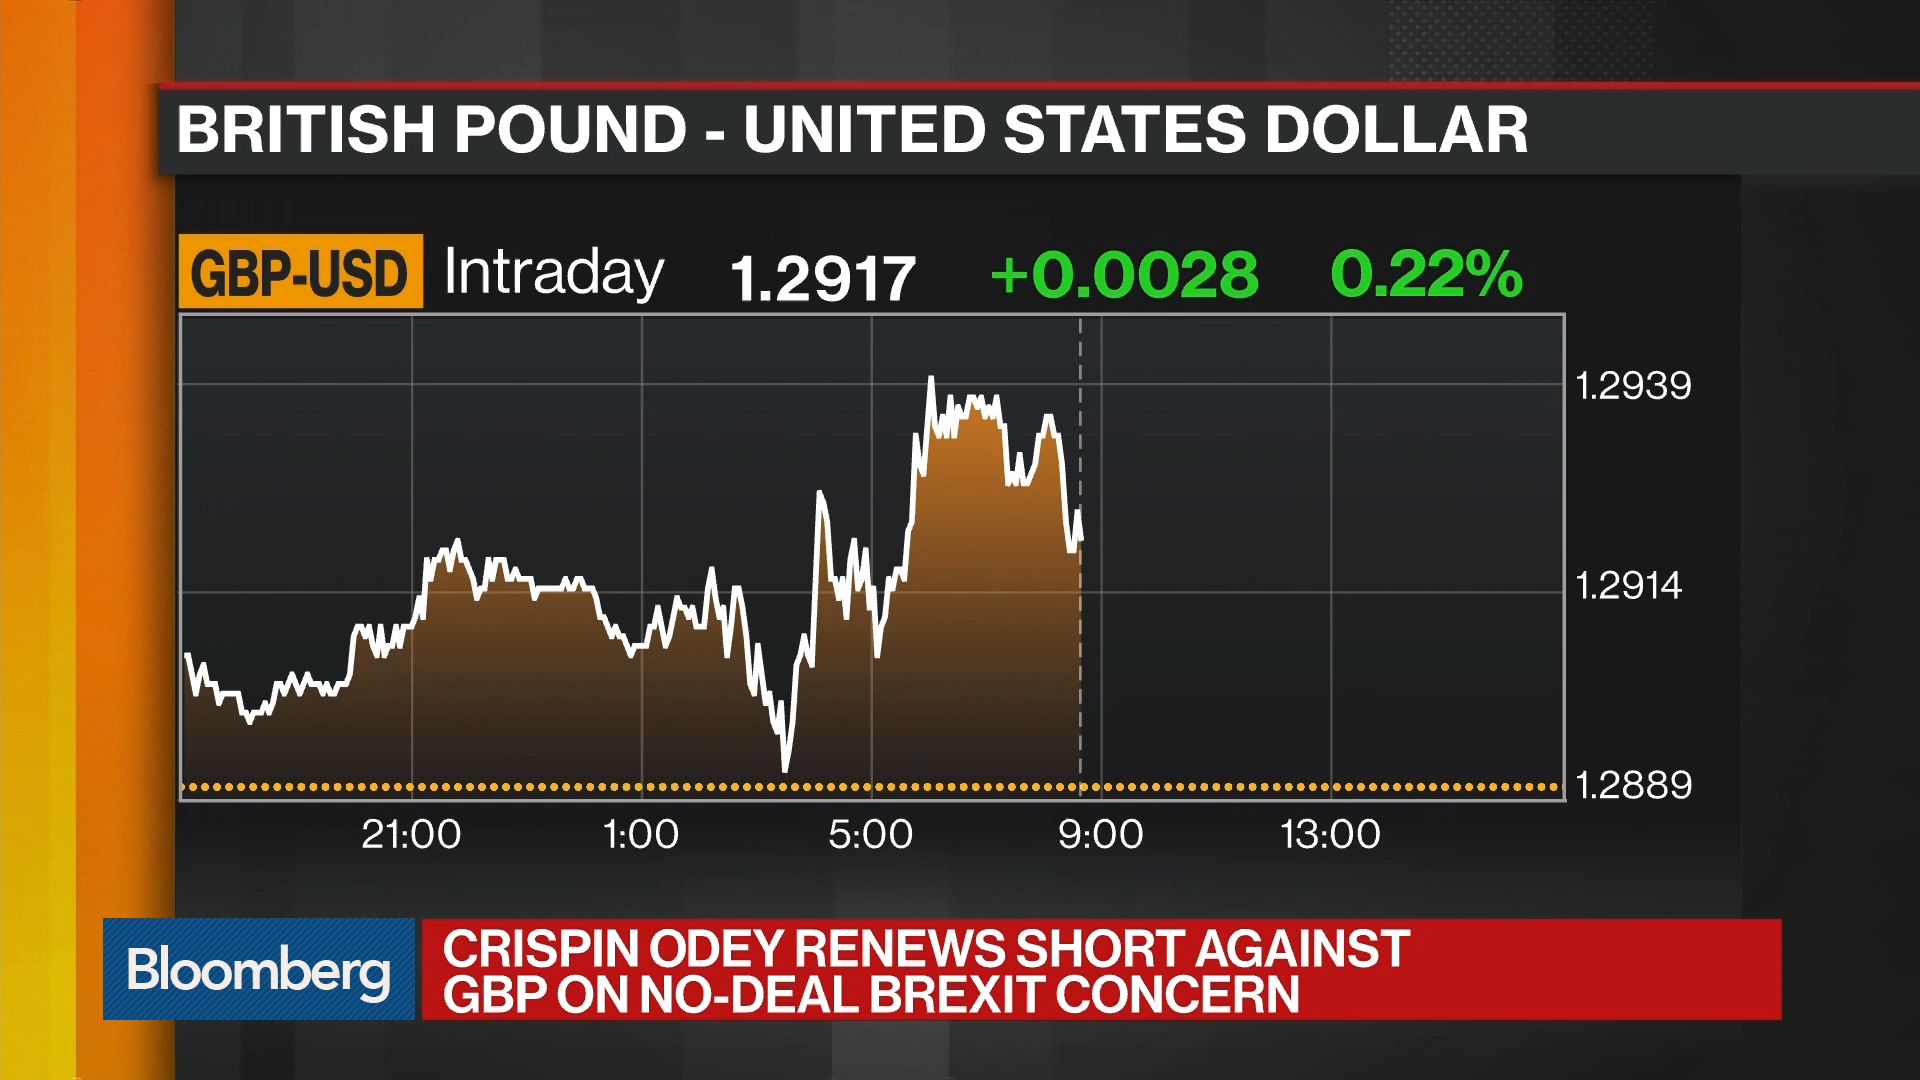 BRITISH POUND - UNITED STATES DOLLAR
GBP-USD Intraday 1.2917 +0.0028 0.22%
1.2939
1.2914
1.2889
21:00 1:00 5:00 9:00 13:00
Bloomberg
CRISPIN ODEY RENEWS SHORT AGAINST
GBP ON NO-DEAL BREXIT CONCERN